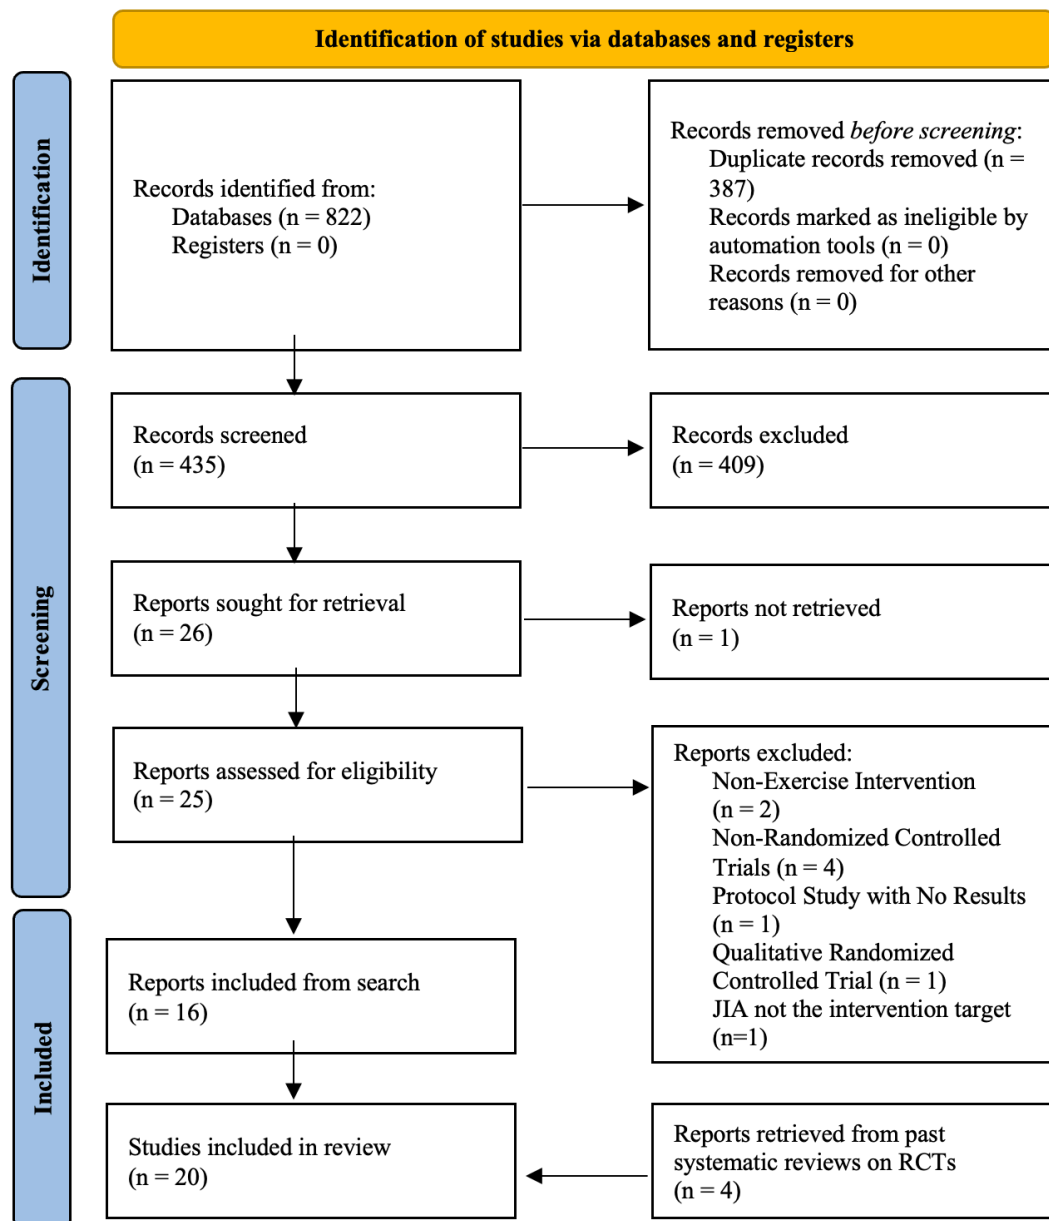 Identification of studies via databases and registers
Identification
Records identified from:
Databases (n = 822)
Registers (n = 0)
Records removed before screening:
Duplicate records removed (n =
387)
Records marked as ineligible by
automation tools (n = 0)
Records removed for other
reasons (n = 0)
Screening
Records screened
(n = 435)
Records excluded
(n = 409)
Reports sought for retrieval
(n = 26)
Reports not retrieved
(n = 1)
Reports assessed for eligibility
(n = 25)
Reports excluded:
Non-Exercise Intervention
(n = 2)
Non-Randomized Controlled
Trials (n = 4)
Protocol Study with No Results
(n = 1)
Qualitative Randomized
Controlled Trial (n = 1)
JIA not the intervention target
(n=1)
Included
Reports included from search
(n = 16)
Studies included in review
(n = 20)
Reports retrieved from past
systematic reviews on RCTs
(n = 4)